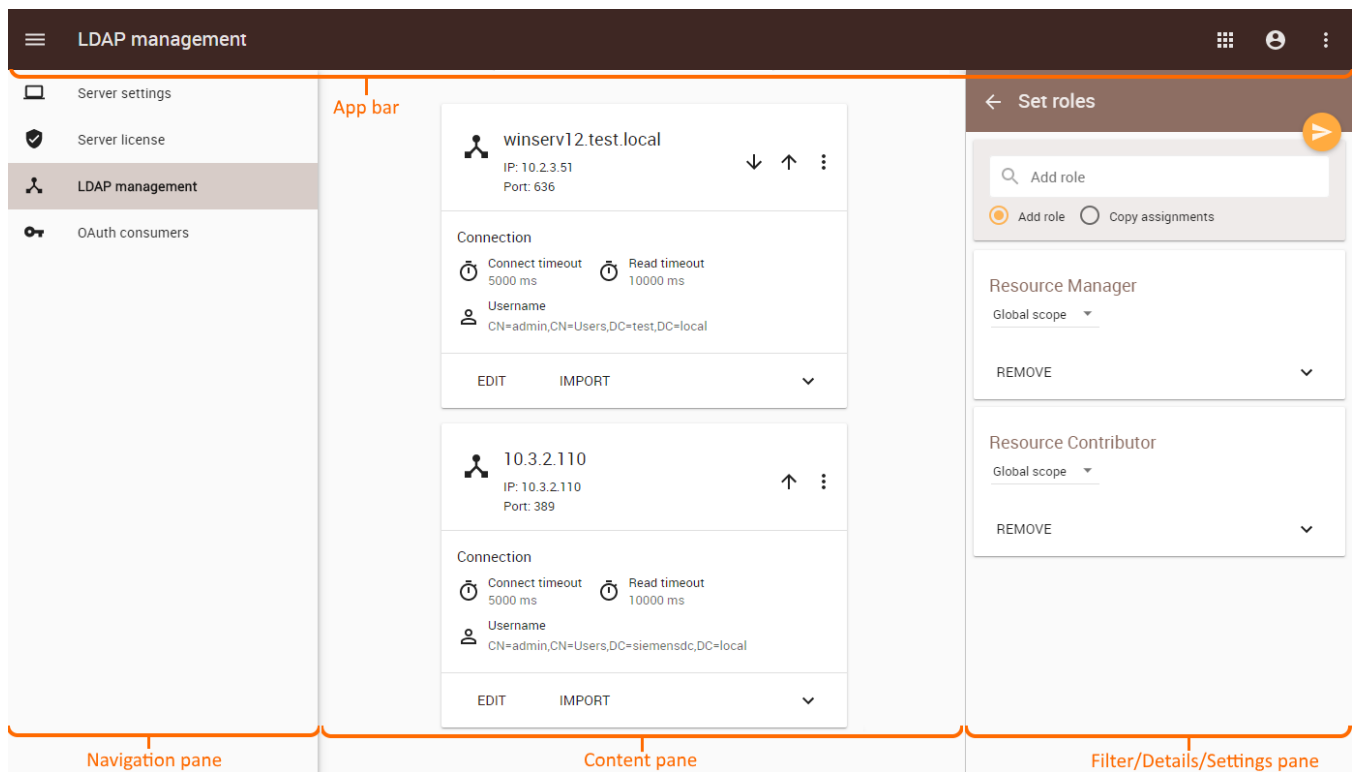 LDAP management
App bar
Server settings
Server license
LDAP management
OAuth consumers
Navigation pane
winserv12.test.local
IP: 10.2.3.51
Port: 636
Connection
Connect timeout
5000 ms
Read timeout
10000 ms
Username
CN=admin,CN=Users,DC=test,DC=local
EDIT IMPORT
10.3.2.110
IP: 10.3.2.110
Port: 389
Connection
Connect timeout
5000 ms
Read timeout
10000 ms
Username
CN=admin,CN=Users,DC=siemensdc,DC=local
EDIT IMPORT
Content pane
Set roles
Add role
Add role Copy assignments
Resource Manager
Global scope
REMOVE
Resource Contributor
Global scope
REMOVE
Filter/Details/Settings pane